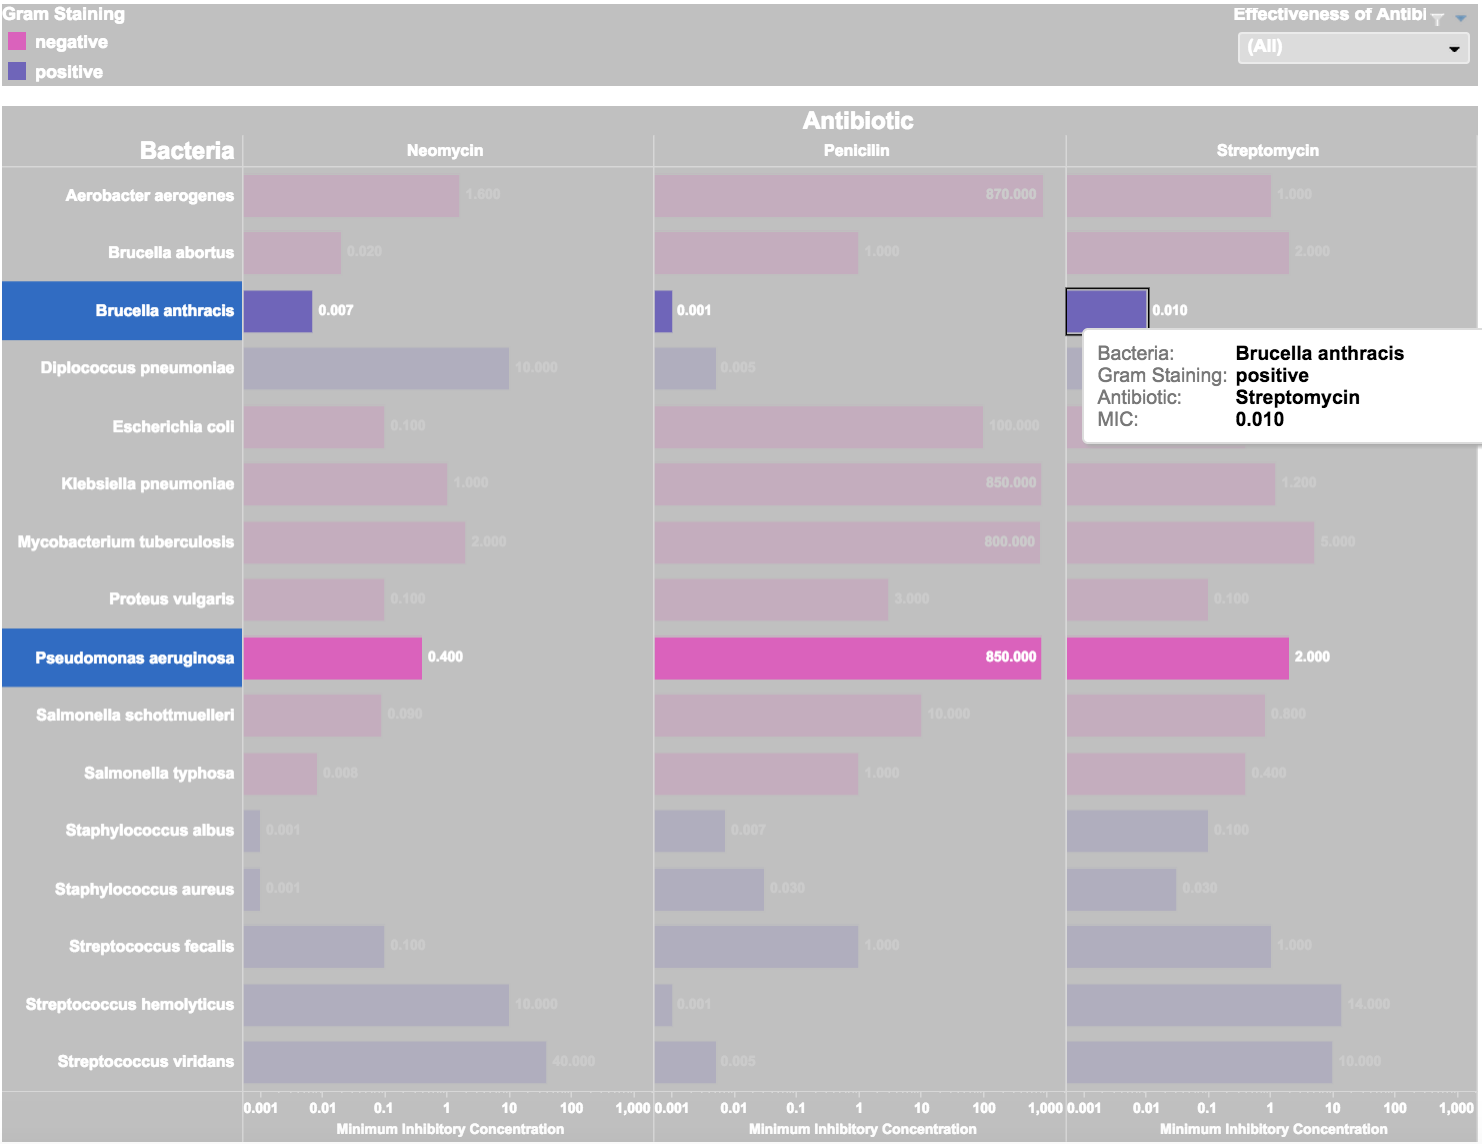 Gram Staining
negative
positive
Effectiveness of Antibi
(All)
Antibiotic
Bacteria Neomycin Penicilin Streptomycin
Aerobacter aerogenes 1.600 870.000 1.000
Brucella abortus 0.020 1.000 2.000
Brucella anthracis 0.007 0.001 0.010
Diplococcus pneumoniae 10.000 0.005
Bacteria: Brucella anthracis
Gram Staining: positive
Antibiotic: Streptomycin
MIC: 0.010
Escherichia coli 0.100 100.000
Klebsiella pneumoniae 1.000 850.000 1.200
Mycobacterium tuberculosis 2.000 800.000 5.000
Proteus vulgaris 0.100 3.000 0.100
Pseudomonas aeruginosa 0.400 850.000 2.000
Salmonella schottmuelleri 0.090 10.000 0.800
Salmonella typhosa 0.008 1.000 0.400
Staphylococcus albus 0.001 0.007 0.100
Staphylococcus aureus 0.001 0.030 0.030
Streptococcus fecalis 0.100 1.000 1.000
Streptococcus hemolyticus 10.000 0.001 14.000
Streptococcus viridans 40.000 0.005 10.000
0.001 0.01 0.1 1 10 100 1,000 0.001 0.01 0.1 1 10 100 1,000 0.001 0.01 0.1 1 10 100 1,000
Minimum Inhibitory Concentration Minimum Inhibitory Concentration Minimum Inhibitory Concentration